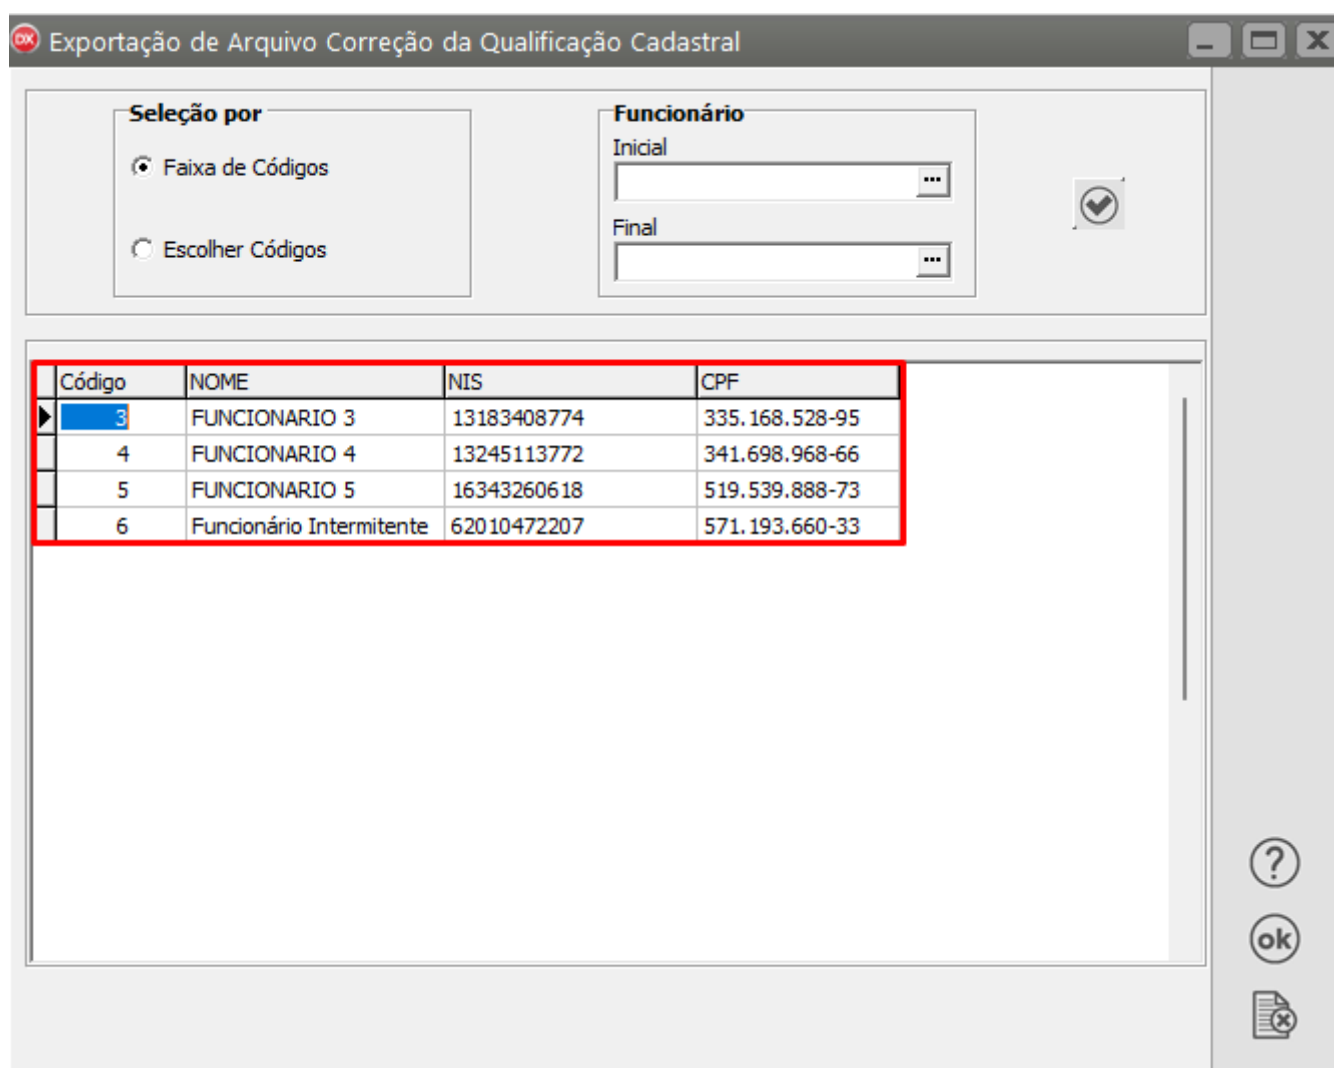 DX Exportação de Arquivo Correção da Qualificação Cadastral
Seleção por
Faixa de Códigos
Escolher Códigos
Funcionário
Inicial
...
Final
...
Código NOME NIS CPF
3 FUNCIONARIO 3 13183408774 335.168.528-95
4 FUNCIONARIO 4 13245113772 341.698.968-66
5 FUNCIONARIO 5 16343260618 519.539.888-73
6 Funcionário Intermitente 62010472207 571.193.660-33
?
ok